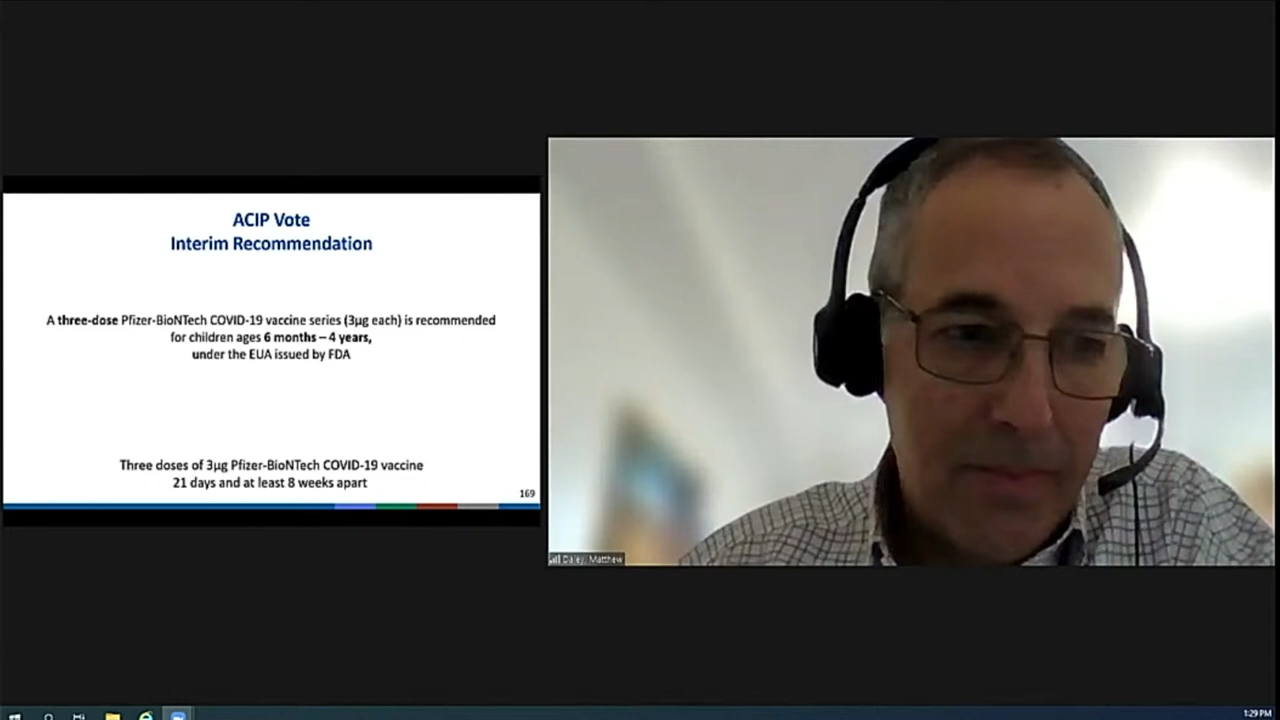 ACIP Vote
Interim Recommendation
A three-dose Pfizer-BioNTech COVID-19 vaccine series (3µg each) is recommended
for children ages 6 months – 4 years,
under the EUA issued by FDA
Three doses of 3µg Pfizer-BioNTech COVID-19 vaccine
21 days and at least 8 weeks apart
169
Daley, Matthew
1:29 PM